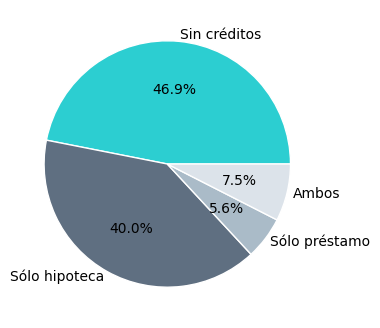 Sin créditos
46.9%
7.5%
Ambos
5.6%
40.0%
Sólo préstamo
Sólo hipoteca